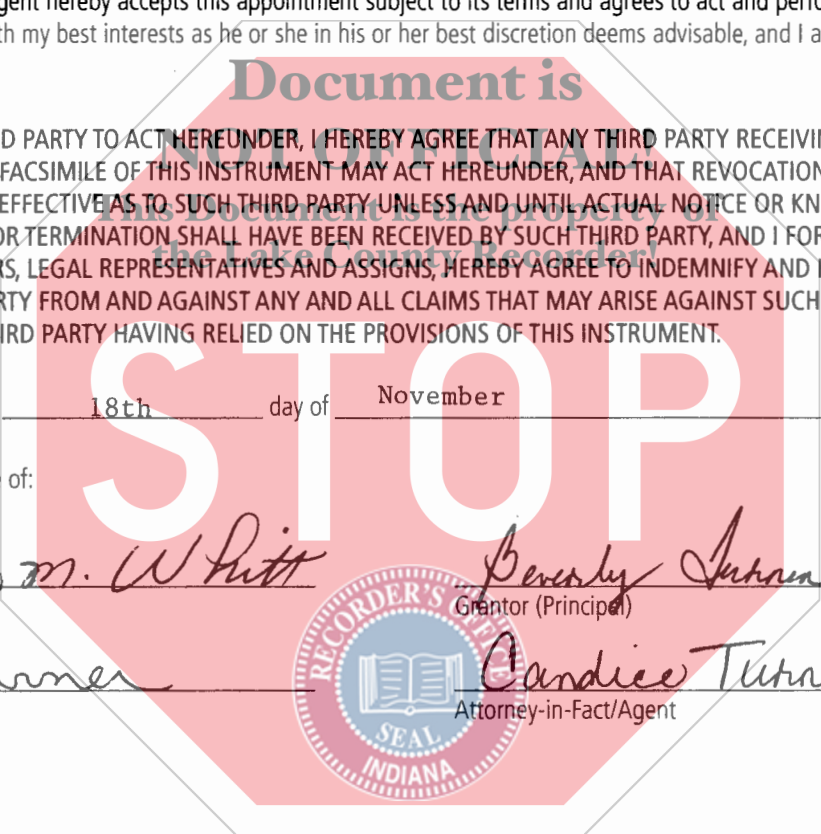 gent hereby accepts this appointment subject to its terms and agrees to act and perfo
th my best interests as he or she in his or her best discretion deems advisable, and I a
Document is
D PARTY TO ACT HEREUNDER, I HEREBY AGREE THAT ANY THIRD PARTY RECEIVIN
NOT OFFICIAL!
FACSIMILE OF THIS INSTRUMENT MAY ACT HEREUNDER, AND THAT REVOCATION
EFFECTIVE AS TO SUCH THIRD PARTY UNLESS AND UNTIL ACTUAL NOTICE OR KN
This Document is the property of
OR TERMINATION SHALL HAVE BEEN RECEIVED BY SUCH THIRD PARTY, AND I FOR
the Lake County Recorder!
RS, LEGAL REPRESENTATIVES AND ASSIGNS, HEREBY AGREE TO INDEMNIFY AND
RTY FROM AND AGAINST ANY AND ALL CLAIMS THAT MAY ARISE AGAINST SUCH
IRD PARTY HAVING RELIED ON THE PROVISIONS OF THIS INSTRUMENT.
STOP
18th day of November
of:
m. Whitt Beverly Turner
Grantor (Principal)
urner Candice Turn
Attorney-in-Fact/Agent
RECORDER'S OFFICE
SEAL
INDIANA